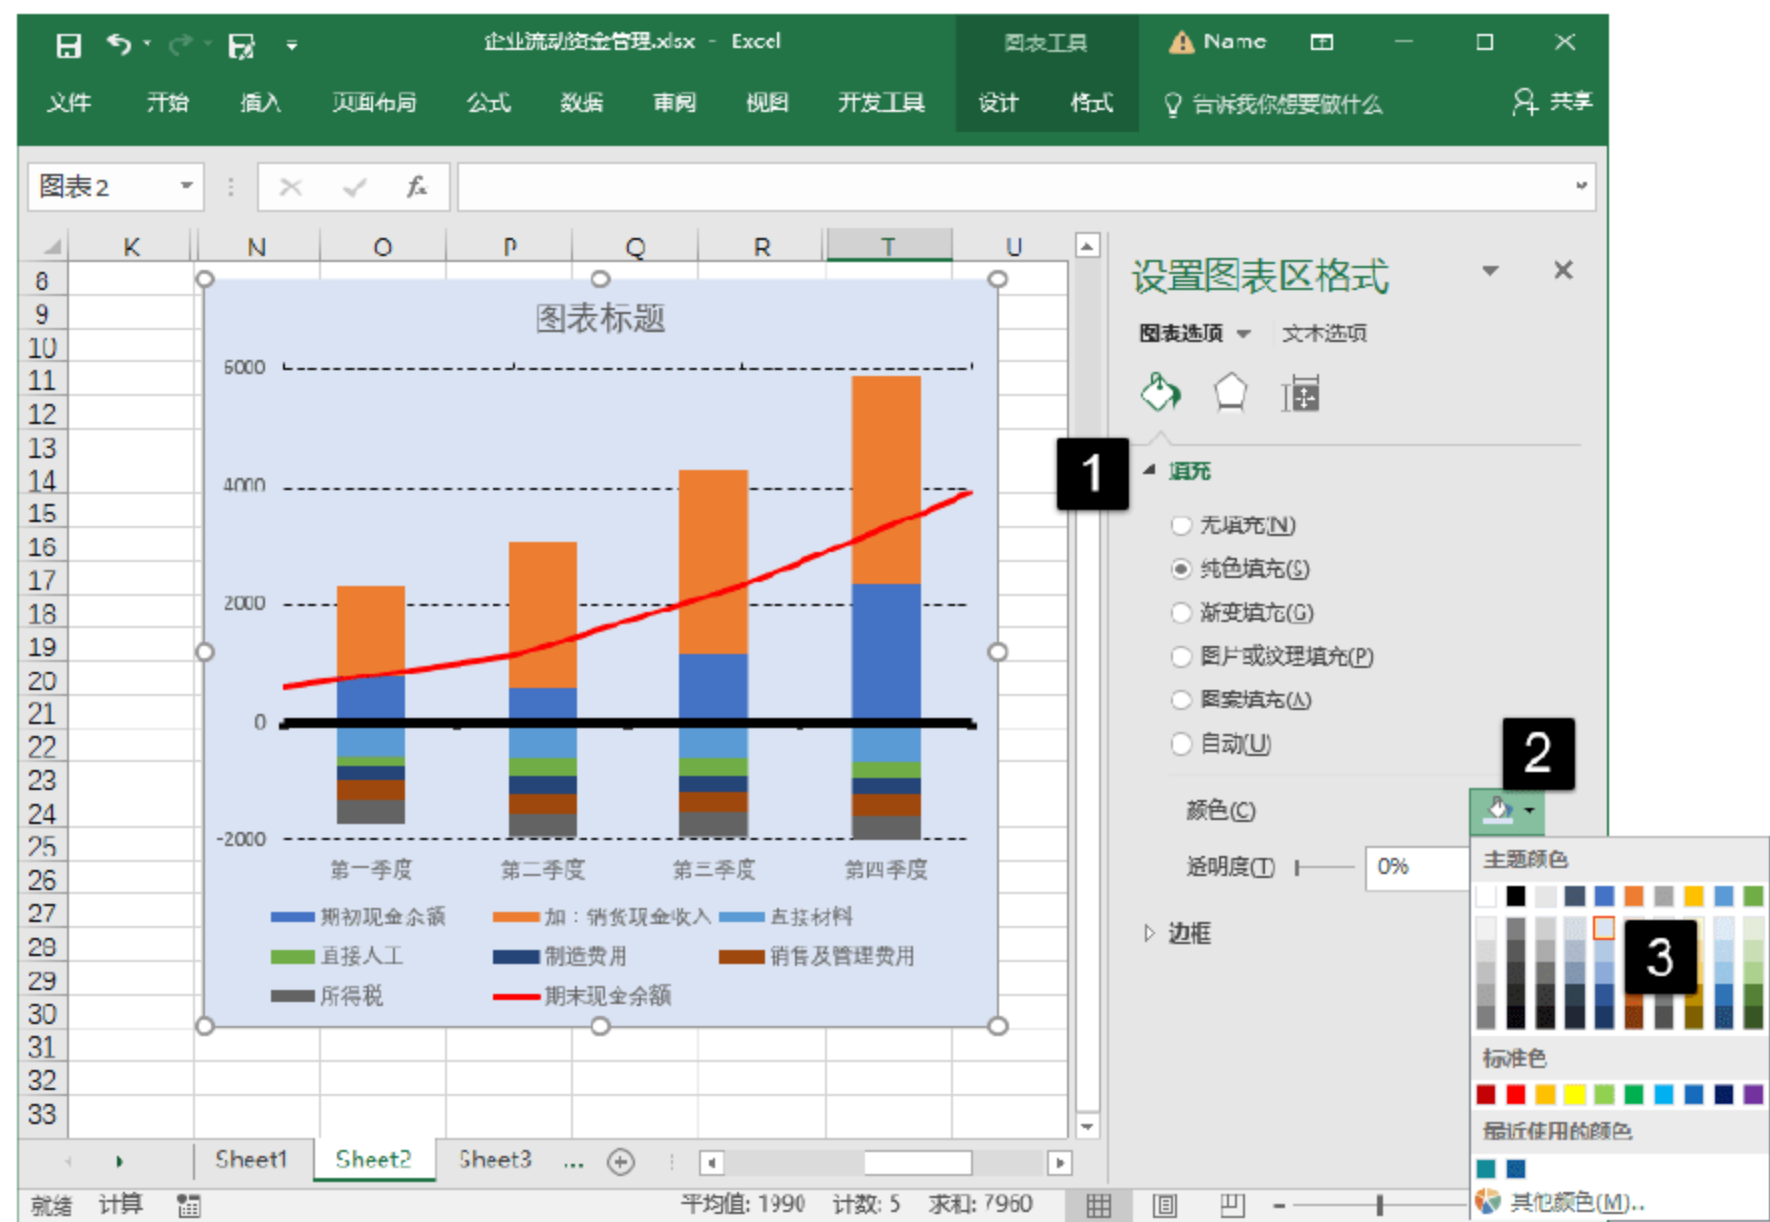 企业流动资金管理.xlsx - Excel 图表工具 Name
文件 开始 插入 页面布局 公式 数据 审阅 视图 开发工具 设计 格式 告诉我你想要做什么 共享
图表 2 fx
K N O P Q R T U
8
9
10
11
12
13
14
15
16
17
18
19
20
21
22
23
24
25
26
27
28
29
30
31
32
33
图表标题
6000
4000
2000
0
-2000
第一季度 第二季度 第三季度 第四季度
期初现金余额 加：销货现金收入 直接材料
直接人工 制造费用 销售及管理费用
所得税 期末现金余额
设置图表区格式
图表选项 文本选项
1
填充
无填充(N)
纯色填充(S)
渐变填充(G)
图片或纹理填充(P)
图案填充(A)
自动(U)
2
颜色(C)
透明度(T) 0%
边框
主题颜色
3
标准色
最近使用的颜色
其他颜色(M)...
Sheet1 Sheet2 Sheet3 ...
就绪 计算 平均值: 1990 计数: 5 求和: 7960